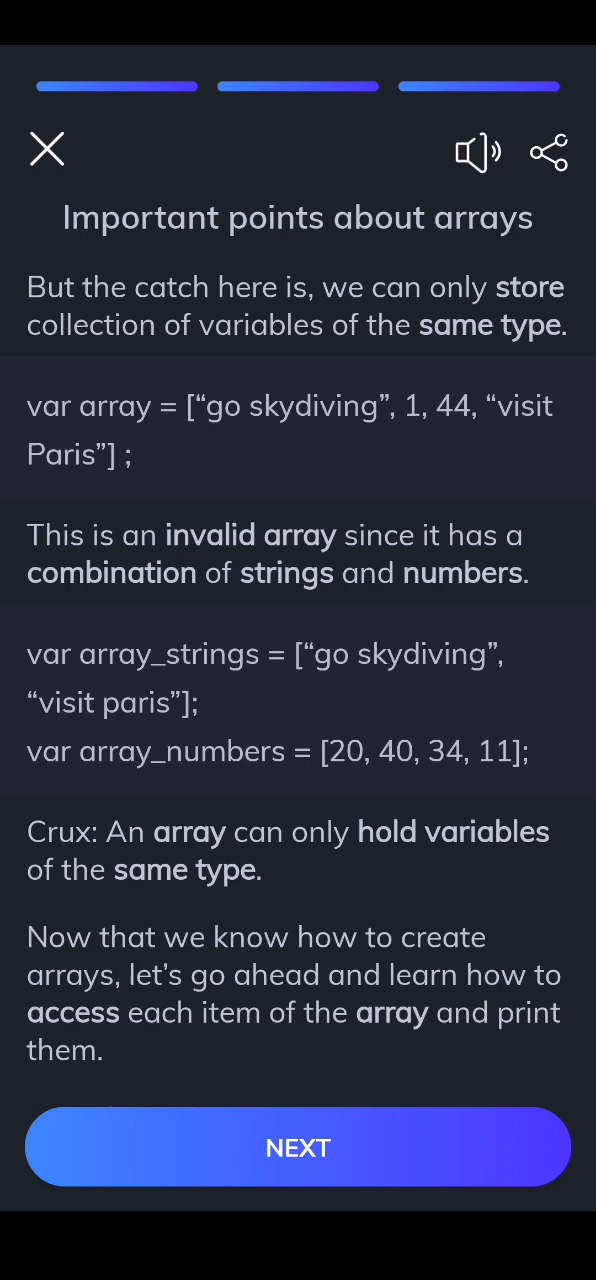 Important points about arrays
But the catch here is, we can only store
collection of variables of the same type.
var array = [“go skydiving”, 1, 44, “visit
Paris”] ;
This is an invalid array since it has a
combination of strings and numbers.
var array_strings = [“go skydiving”,
“visit paris”];
var array_numbers = [20, 40, 34, 11];
Crux: An array can only hold variables
of the same type.
Now that we know how to create
arrays, let’s go ahead and learn how to
access each item of the array and print
them.
NEXT